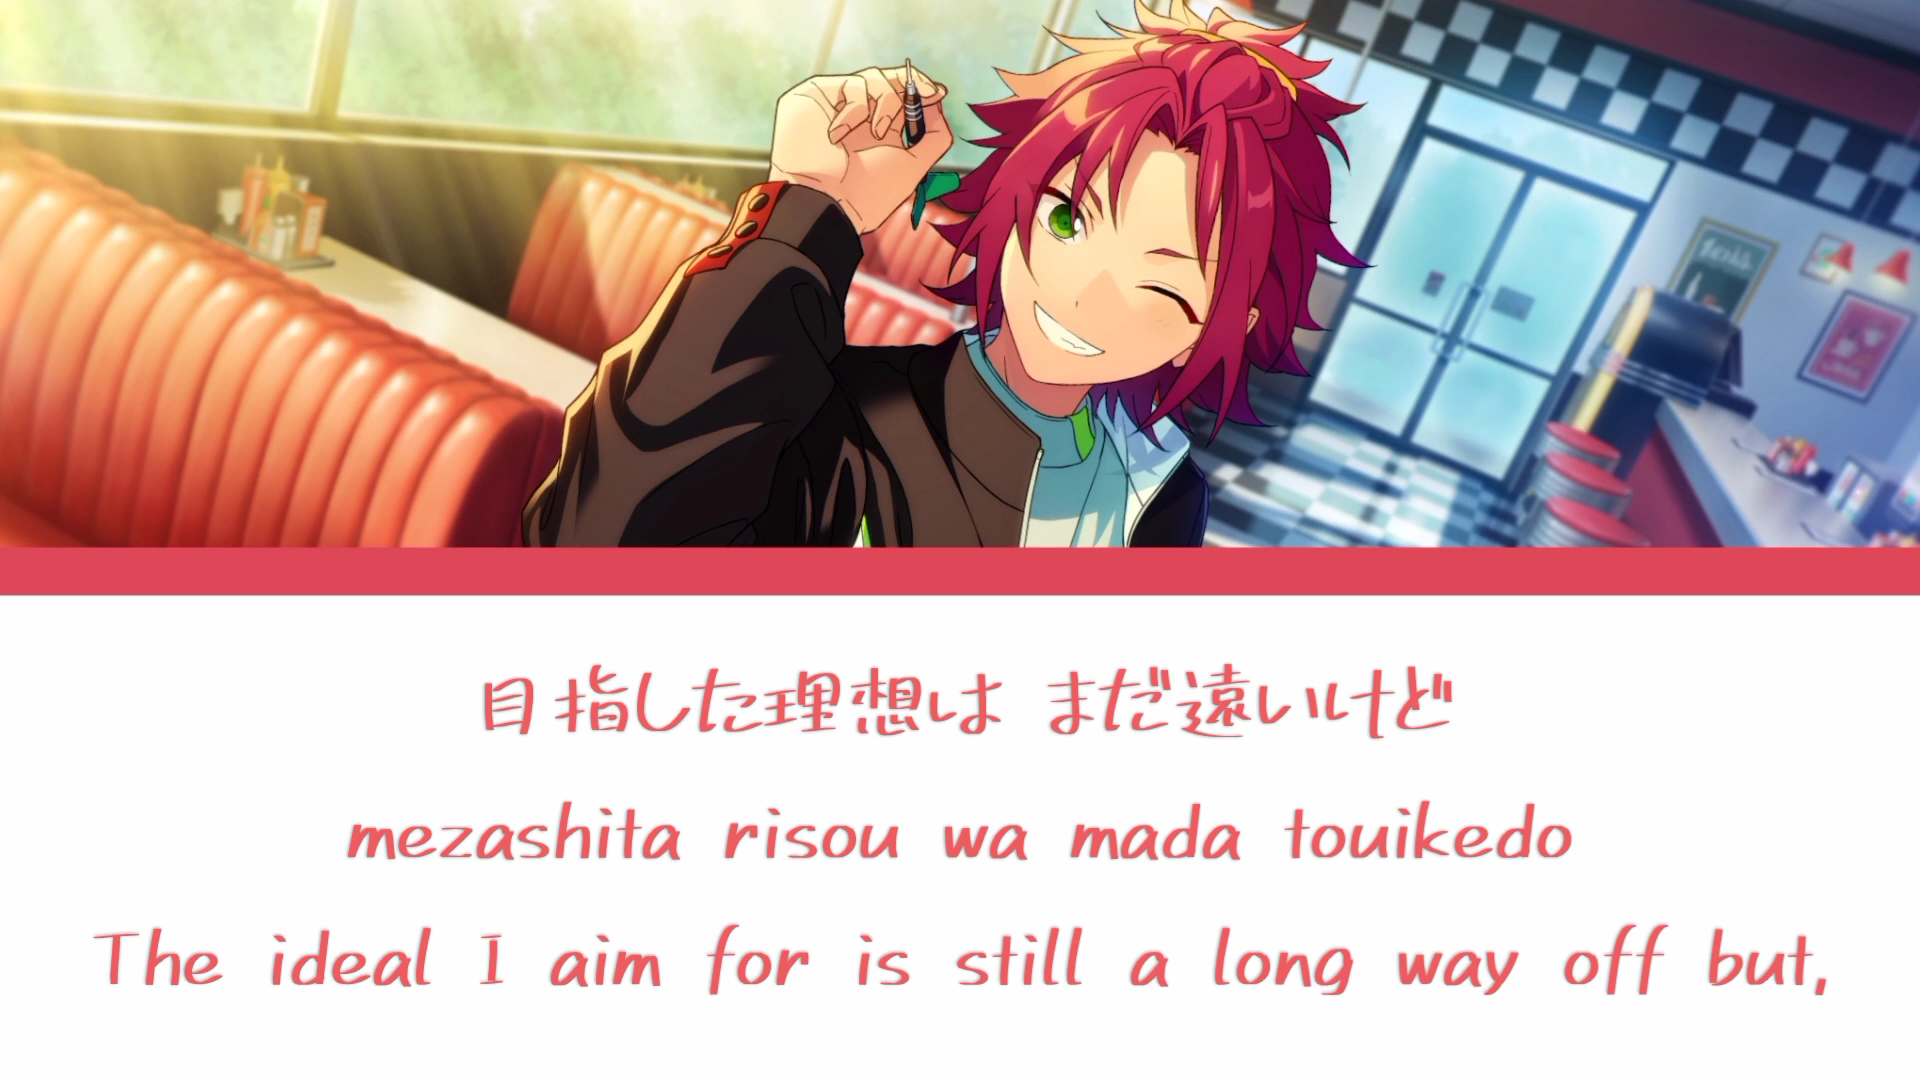 目指した理想は まだ遠いけど
mezashita risou wa mada touikedo
The ideal I aim for is still a long way off but,